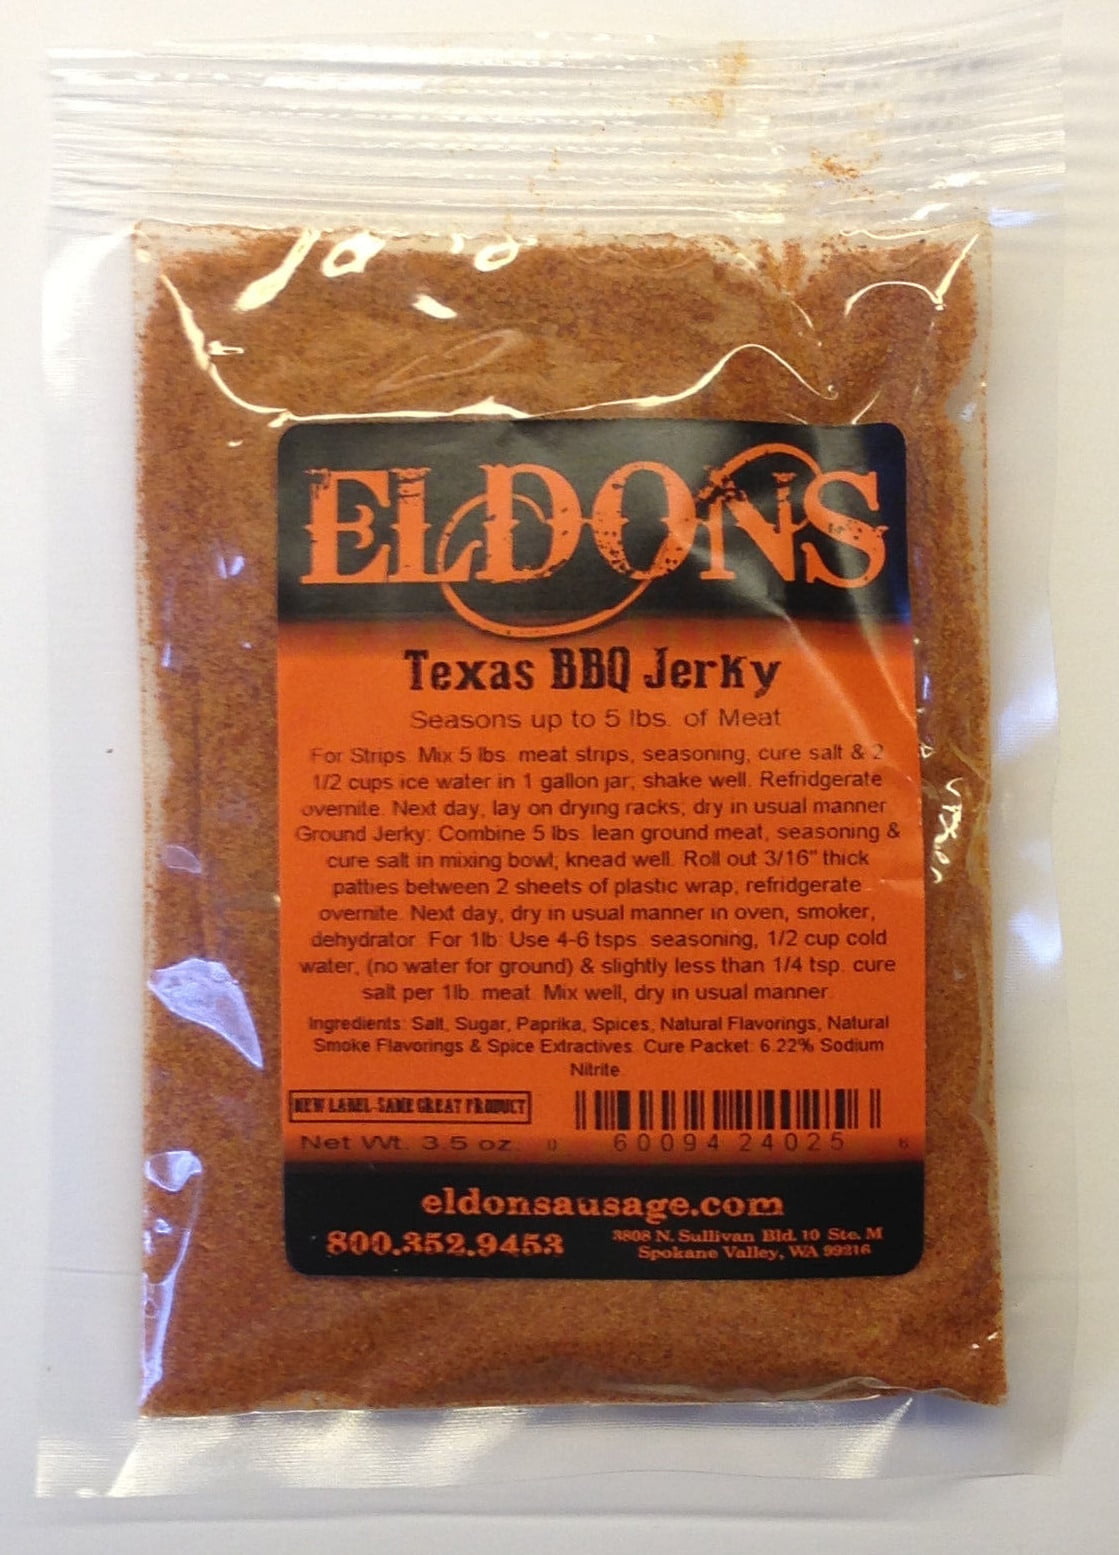 ELDONS
Texas BBQ Jerky
Seasons up to 5 lbs. of Meat
For Strips: Mix 5 lbs. meat strips, seasoning, cure salt & 2
1/2 cups ice water in 1 gallon jar; shake well. Refridgerate
overnite. Next day, lay on drying racks; dry in usual manner
Ground Jerky: Combine 5 lbs. lean ground meat, seasoning &
cure salt in mixing bowl; knead well. Roll out 3/16" thick
patties between 2 sheets of plastic wrap; refridgerate
overnite. Next day, dry in usual manner in oven, smoker,
dehydrator. For 1lb: Use 4-6 tsps. seasoning, 1/2 cup cold
water, (no water for ground) & slightly less than 1/4 tsp. cure
salt per 1lb. meat. Mix well, dry in usual manner.
Ingredients: Salt, Sugar, Paprika, Spices, Natural Flavorings, Natural
Smoke Flavorings & Spice Extractives. Cure Packet: 6.22% Sodium
Nitrite.
NEW LABEL-SAME GREAT PRODUCT
Net Wt. 3.5 oz.
0 60094 24025 6
eldonsausage.com
800.352.9453
3808 N. Sullivan Bld. 10 Ste. M
Spokane Valley, WA 99216